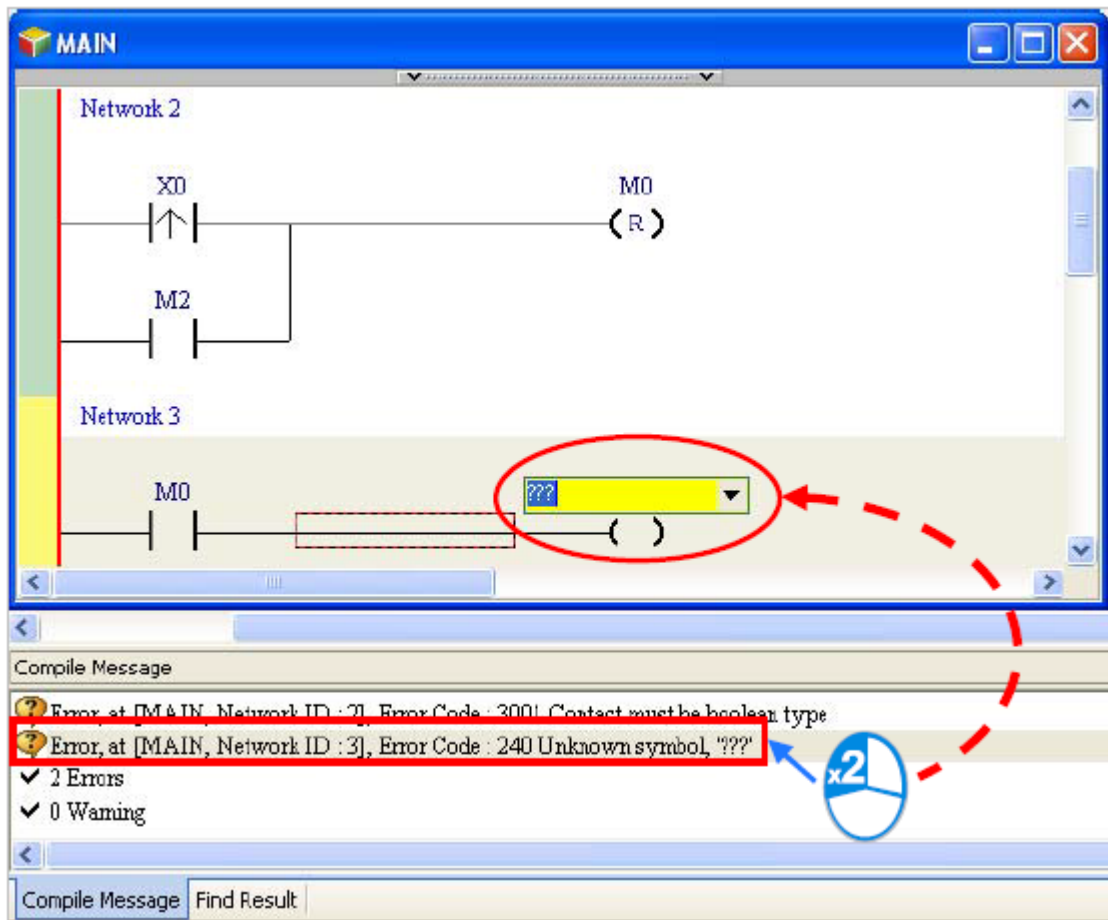 MAIN
Network 2
X0
M0
( R )
M2
Network 3
M0
???
Compile Message
Error, at [MAIN, Network ID : 2], Error Code : 3001 Contact must be boolean type
Error, at [MAIN, Network ID : 3], Error Code : 240 Unknown symbol, '???'
2 Errors
0 Warning
x2
Compile Message
Find Result